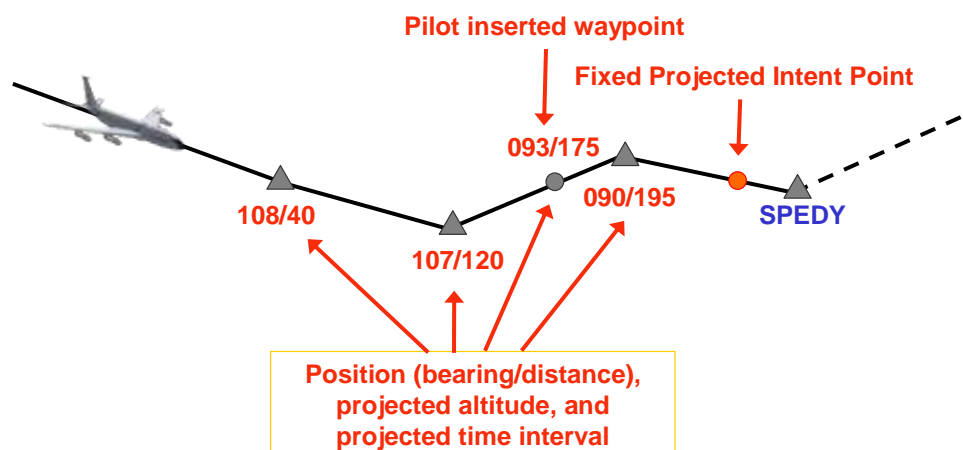 Pilot inserted waypoint
Fixed Projected Intent Point
093/175
108/40
090/195
SPEDY
107/120
Position (bearing/distance),
projected altitude, and
projected time interval